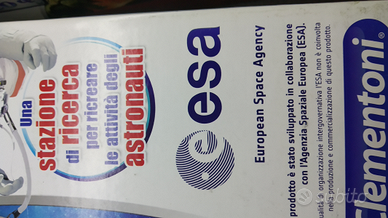 Una
stazione
di ricerca
per ricreare
le attività degli
astronauti
esa
European Space Agency
prodotto è stato sviluppato in collaborazione
con l'Agenzia Spaziale Europea (ESA).
organizzazione intergovernativa l'ESA non è coinvolta
nella produzione e commercializzazione di questo prodotto.
Clementoni
subito